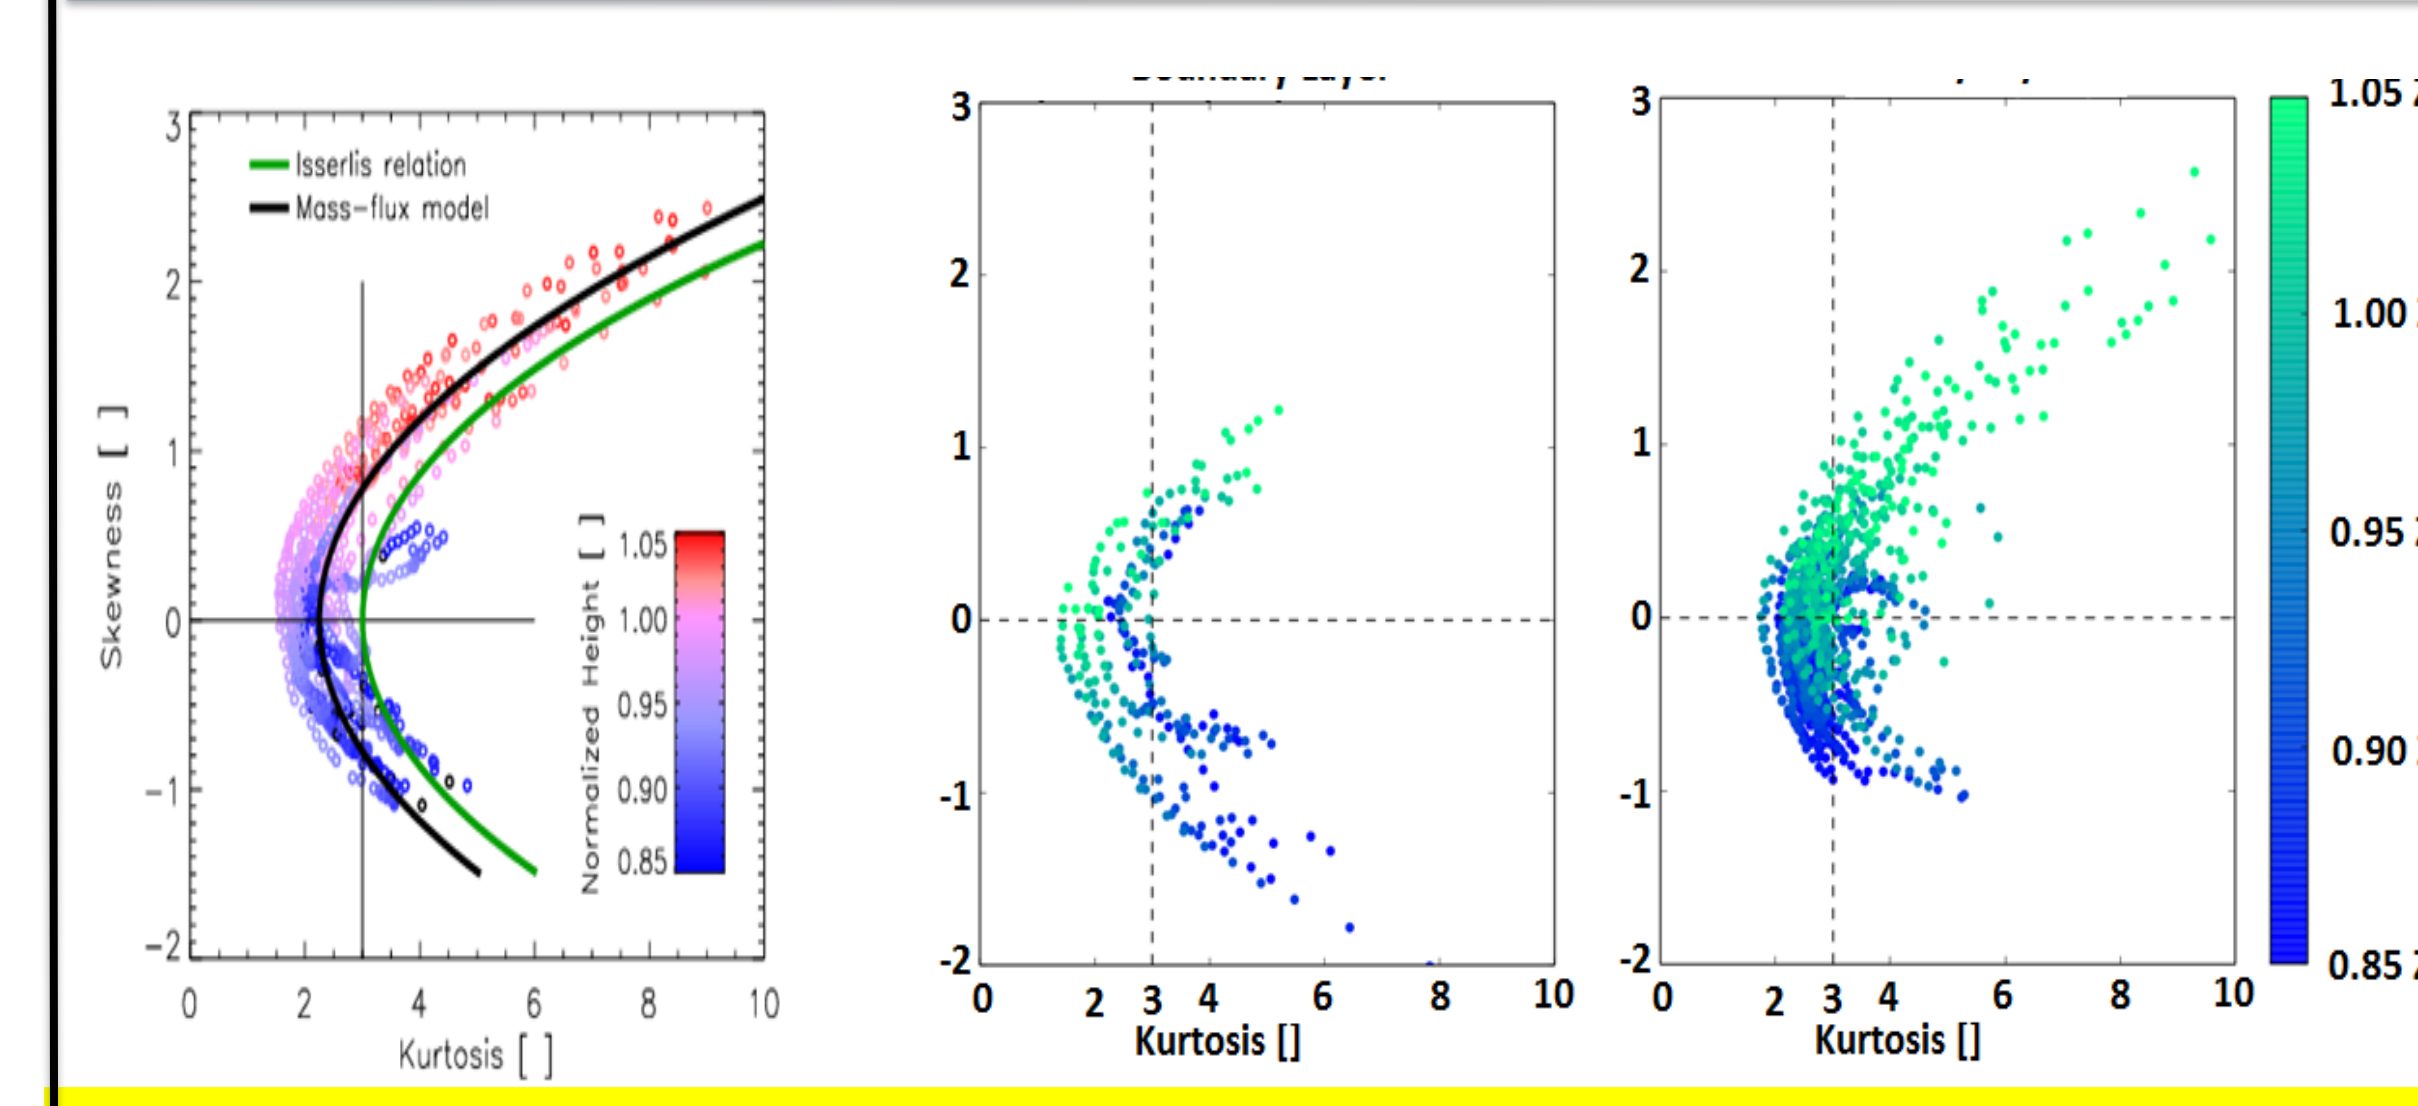 3
2
1
0
−1
−2
Skewness [ ]
Isserlis relation
Mass−flux model
Normalized Height [ ]
1.05
1.00
0.95
0.90
0.85
0 2 4 6 8 10
Kurtosis [ ]
Boundary Layer
3
2
1
0
-1
-2
0 2 3 4 6 8 10
Kurtosis []
3
2
1
0
-1
-2
0 2 3 4 6 8 10
Kurtosis []
1.05
1.00
0.95
0.90
0.85